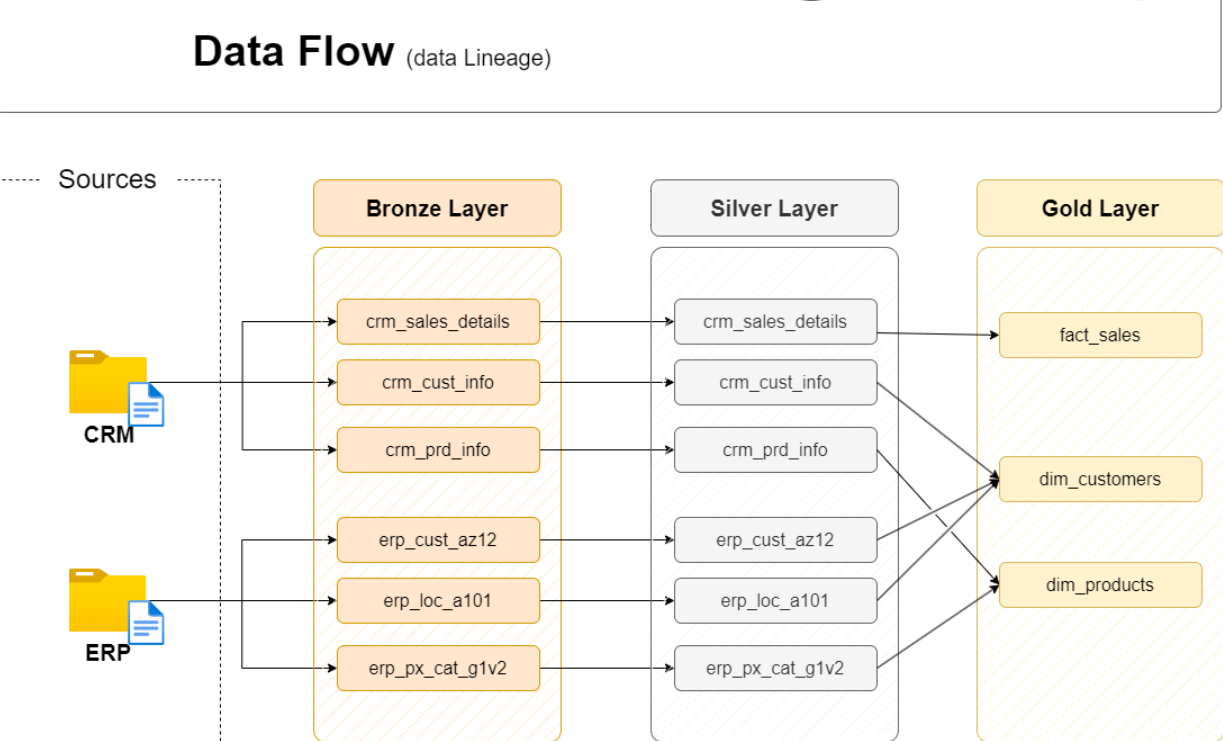 Data Flow (data Lineage)
Sources
Bronze Layer
Silver Layer
Gold Layer
crm_sales_details
crm_sales_details
fact_sales
crm_cust_info
crm_cust_info
CRM
crm_prd_info
crm_prd_info
dim_customers
erp_cust_az12
erp_cust_az12
dim_products
erp_loc_a101
erp_loc_a101
ERP
erp_px_cat_g1v2
erp_px_cat_g1v2